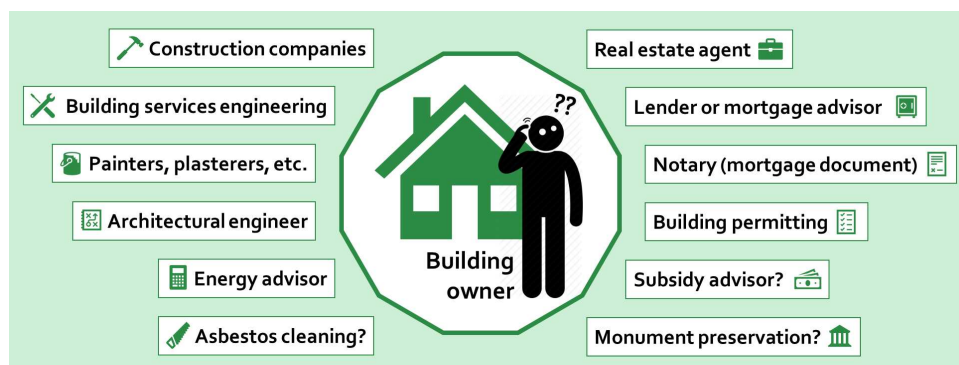 Construction companies
Building services engineering
Painters, plasterers, etc.
Architectural engineer
Energy advisor
Asbestos cleaning?
??
Building
owner
Real estate agent
Lender or mortgage advisor
Notary (mortgage document)
Building permitting
Subsidy advisor?
Monument preservation?